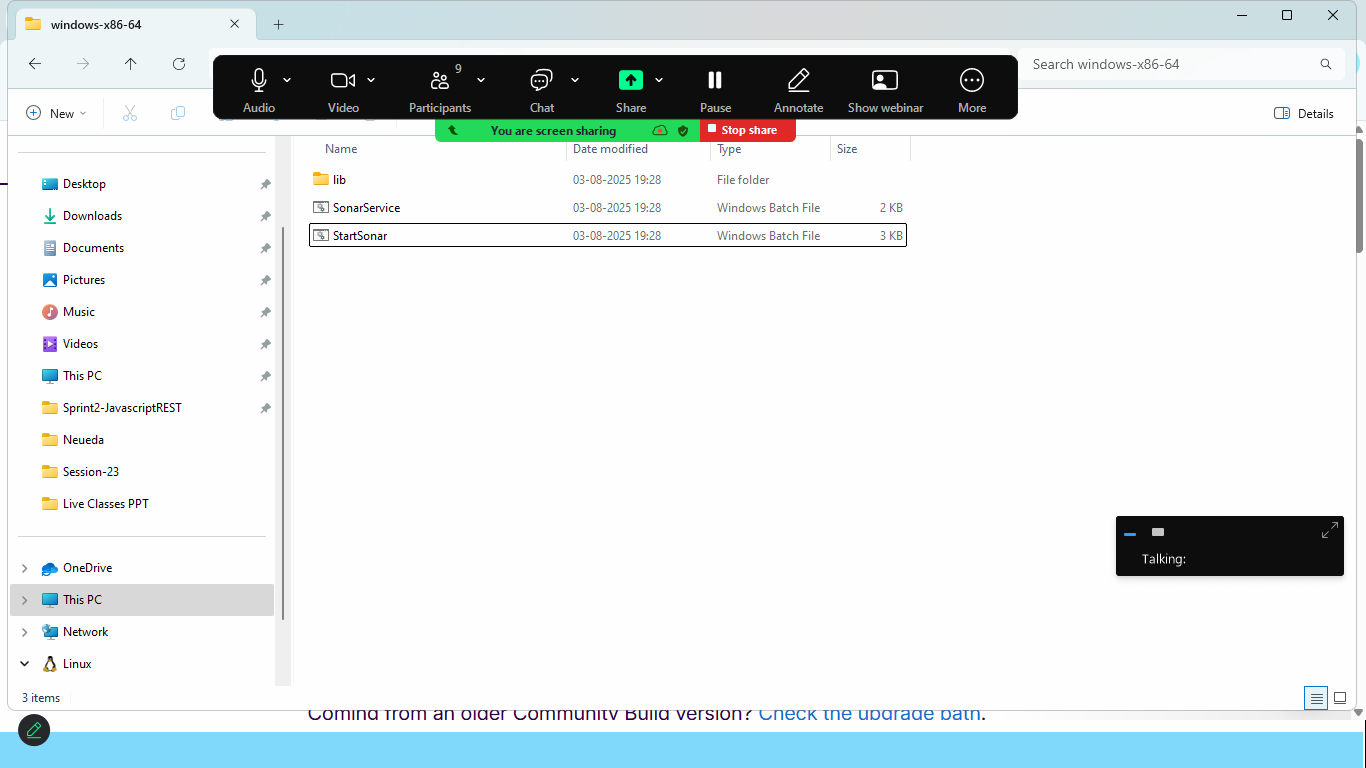 windows-x86-64
Search windows-x86-64
9
Audio
Video
Participants
Chat
Share
Pause
Annotate
Show webinar
More
New
Details
You are screen sharing
Stop share
Name
Date modified
Type
Size
lib
03-08-2025 19:28
File folder
SonarService
03-08-2025 19:28
Windows Batch File
2 KB
StartSonar
03-08-2025 19:28
Windows Batch File
3 KB
Desktop
Downloads
Documents
Pictures
Music
Videos
This PC
Sprint2-JavascriptREST
Neueda
Session-23
Live Classes PPT
OneDrive
This PC
Network
Linux
Talking:
3 items
from an older Community Build version? Check the upgrade path.